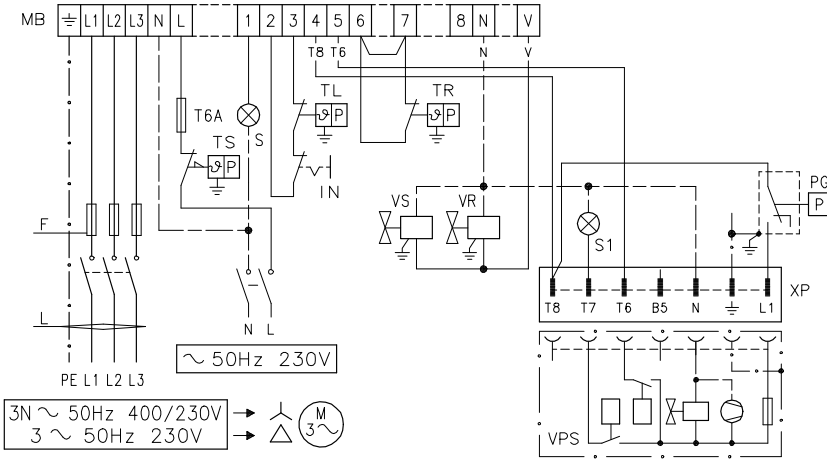 MB L1 L2 L3 N L 1 2 3 4 5 6 7 8 N V
T8 T6 N V
T6A S TL ϑ P TR ϑ P
TS ϑ P
IN
PG
P
VS VR
S1
F
XP
T8 T7 T6 B5 N L1
L
N L
~ 50Hz 230V
PE L1 L2 L3
3N ~ 50Hz 400/230V
3 ~ 50Hz 230V
M
3~
VPS